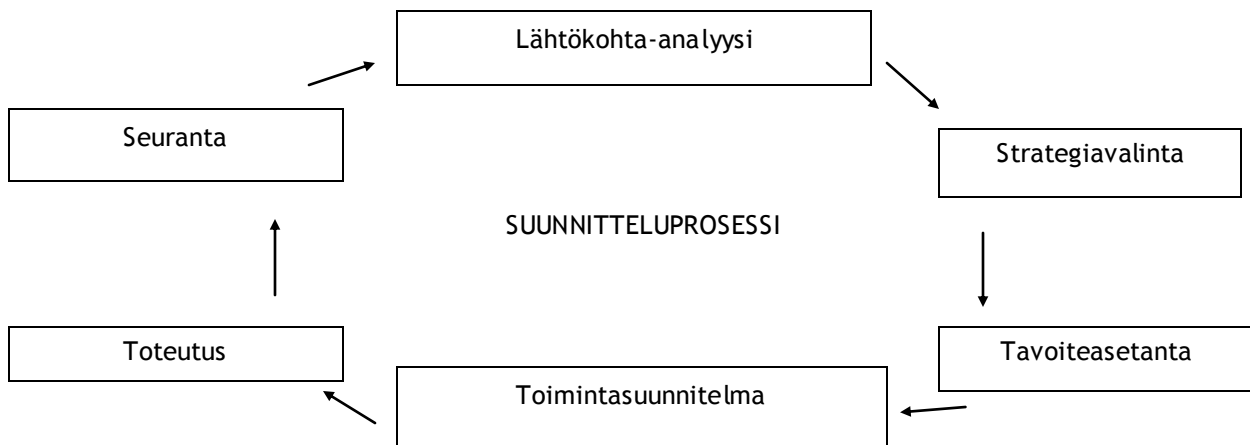 Lähtökohta-analyysi
Seuranta
Strategiavalinta
SUUNNITTELUPROSESSI
Toteutus
Tavoiteasetanta
Toimintasuunnitelma